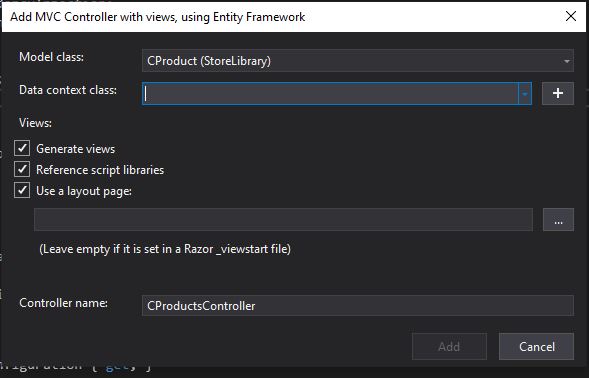 Add MVC Controller with views, using Entity Framework
Model class:
CProduct (StoreLibrary)
Data context class:
+
Views:
Generate views
Reference script libraries
Use a layout page:
...
(Leave empty if it is set in a Razor _viewstart file)
Controller name:
CProductsController
Add
Cancel